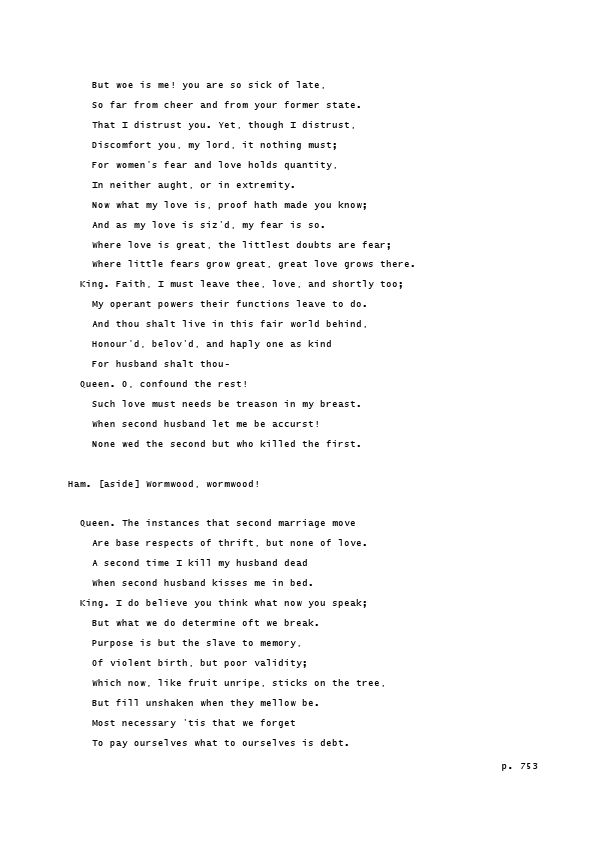 But woe is me! you are so sick of late,
So far from cheer and from your former state.
That I distrust you. Yet, though I distrust,
Discomfort you, my lord, it nothing must;
For women's fear and love holds quantity,
In neither aught, or in extremity.
Now what my love is, proof hath made you know;
And as my love is siz'd, my fear is so.
Where love is great, the littlest doubts are fear;
Where little fears grow great, great love grows there.
King. Faith, I must leave thee, love, and shortly too;
My operant powers their functions leave to do.
And thou shalt live in this fair world behind,
Honour'd, belov'd, and haply one as kind
For husband shalt thou-
Queen. O, confound the rest!
Such love must needs be treason in my breast.
When second husband let me be accurst!
None wed the second but who killed the first.
Ham. [aside] Wormwood, wormwood!
Queen. The instances that second marriage move
Are base respects of thrift, but none of love.
A second time I kill my husband dead
When second husband kisses me in bed.
King. I do believe you think what now you speak;
But what we do determine oft we break.
Purpose is but the slave to memory,
Of violent birth, but poor validity;
Which now, like fruit unripe, sticks on the tree,
But fill unshaken when they mellow be.
Most necessary 'tis that we forget
To pay ourselves what to ourselves is debt.
p. 753